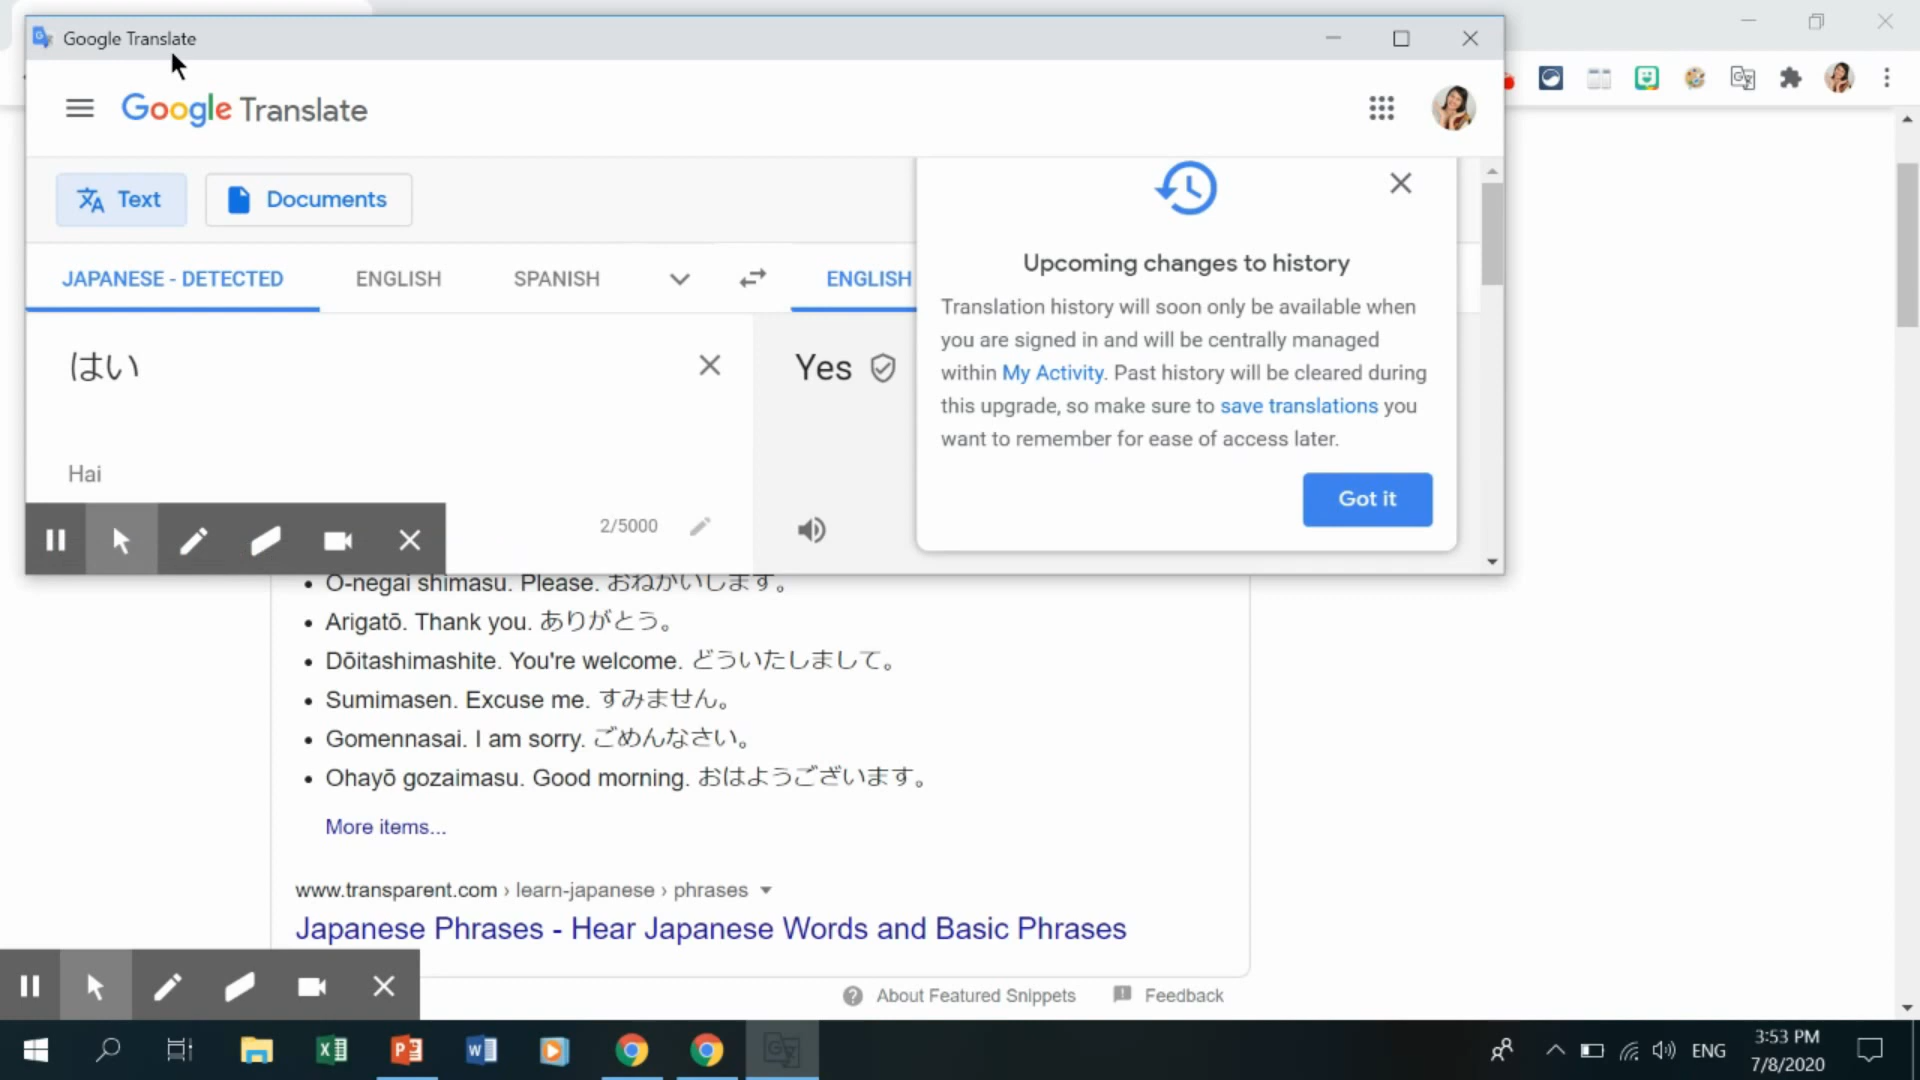 Google Translate
Google Translate
Text
Documents
JAPANESE - DETECTED
ENGLISH
SPANISH
ENGLISH
はい
Hai
2/5000
Yes
Upcoming changes to history
Translation history will soon only be available when
you are signed in and will be centrally managed
within My Activity. Past history will be cleared during
this upgrade, so make sure to save translations you
want to remember for ease of access later.
Got it
• O-negai shimasu. Please. おねがいします。
• Arigatō. Thank you. ありがとう。
• Dōitashimashite. You're welcome. どういたしまして。
• Sumimasen. Excuse me. すみません。
• Gomennasai. I am sorry. ごめんなさい。
• Ohayō gozaimasu. Good morning. おはようございます。
More items...
www.transparent.com › learn-japanese › phrases
Japanese Phrases - Hear Japanese Words and Basic Phrases
About Featured Snippets
Feedback
ENG
3:53 PM
7/8/2020